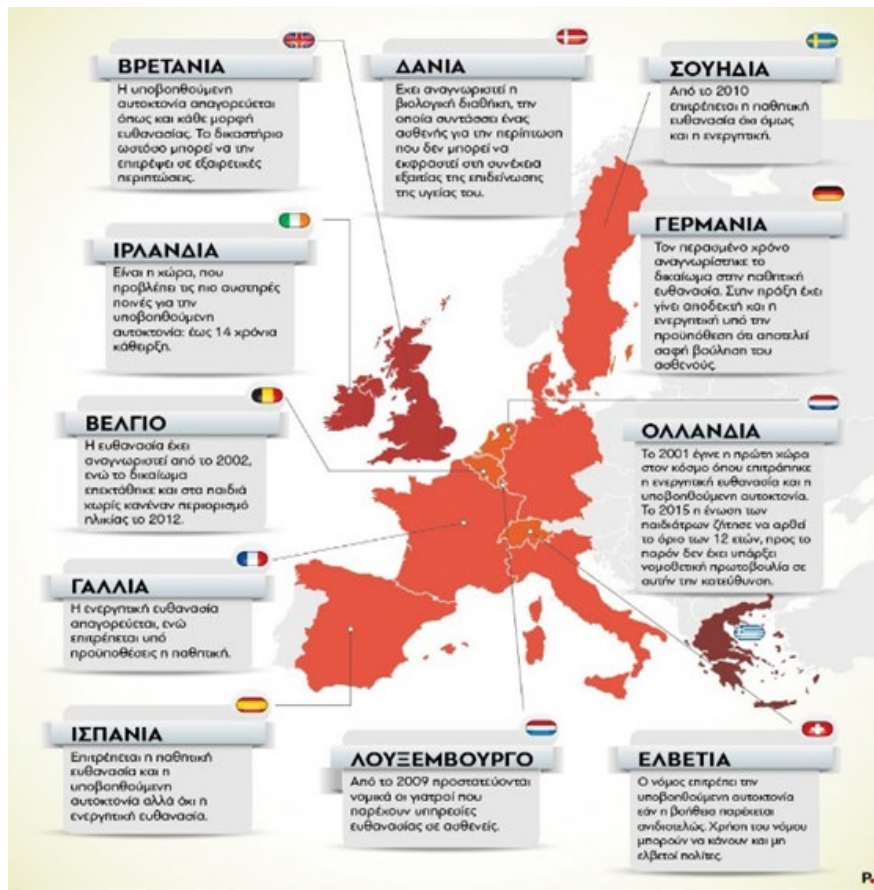 ΒΡΕΤΑΝΙΑ
Η υποβοηθούμενη
αυτοκτονία απαγορεύεται
όπως και κάθε μορφή
ευθανασίας. Το δικαστήριο
ωστόσο μπορεί να την
επιτρέψει σε εξαιρετικές
περιπτώσεις.
ΔΑΝΙΑ
Εχει αναγνωριστεί η
βιολογική διαθήκη, την
οποία συντάσσει ένας
ασθενής για την περίπτωση
που δεν μπορεί να
εκφραστεί στη συνέχεια
εξαιτίας της επιδείνωσης
της υγείας του.
ΣΟΥΗΔΙΑ
Από το 2010
επιτρέπεται η παθητική
ευθανασία όχι όμως
και η ενεργητική.
ΙΡΛΑΝΔΙΑ
Είναι η χώρα, που
προβλέπει τις πιο αυστηρές
ποινές για την
υποβοηθούμενη
αυτοκτονία: έως 14 χρόνια
κάθειρξη.
ΓΕΡΜΑΝΙΑ
Τον περασμένο χρόνο
αναγνωρίστηκε το
δικαίωμα στην παθητική
ευθανασία. Στην πράξη έχει
γίνει αποδεκτή και η
ενεργητική υπό την
προϋπόθεση ότι αποτελεί
σαφή βούληση του
ασθενούς.
ΒΕΛΓΙΟ
Η ευθανασία έχει
αναγνωριστεί από το 2002,
ενώ το δικαίωμα
επεκτάθηκε και στα παιδιά
χωρίς κανέναν περιορισμό
ηλικίας το 2012.
ΟΛΛΑΝΔΙΑ
Το 2001 έγινε η πρώτη χώρα
στον κόσμο όπου επιτράπηκε
η ενεργητική ευθανασία και η
υποβοηθούμενη αυτοκτονία.
Το 2015 η ένωση των
παιδιάτρων ζήτησε να αρθεί
το όριο των 12 ετών, προς το
παρόν δεν έχει υπάρξει
νομοθετική πρωτοβουλία σε
αυτήν την κατεύθυνση.
ΓΑΛΛΙΑ
Η ενεργητική ευθανασία
απαγορεύεται, ενώ
επιτρέπεται υπό
προϋποθέσεις η παθητική.
ΙΣΠΑΝΙΑ
Επιτρέπεται η παθητική
ευθανασία και η
υποβοηθούμενη
αυτοκτονία αλλά όχι η
ενεργητική ευθανασία.
ΛΟΥΞΕΜΒΟΥΡΓΟ
Από το 2009 προστατεύονται
νομικά οι γιατροί που
παρέχουν υπηρεσίες
ευθανασίας σε ασθενείς.
ΕΛΒΕΤΙΑ
Ο νόμος επιτρέπει την
υποβοηθούμενη αυτοκτονία
εάν η βοήθεια παρέχεται
ανιδιοτελώς. Χρήση του νόμου
μπορούν να κάνουν και μη
ελβετοί πολίτες.
P.